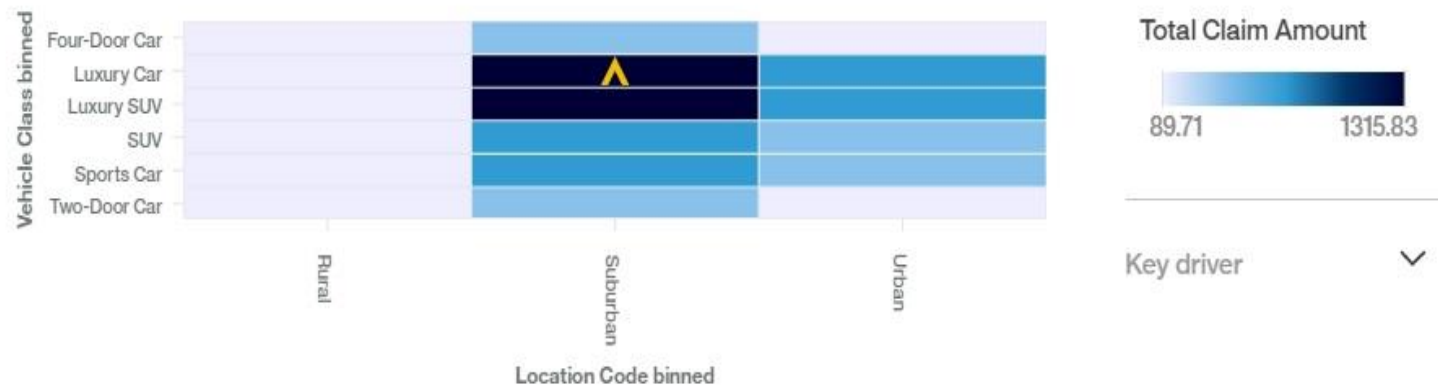 Vehicle Class binned
Four-Door Car
Luxury Car
Luxury SUV
SUV
Sports Car
Two-Door Car
Rural
Suburban
Urban
Location Code binned
Total Claim Amount
89.71
1315.83
Key driver